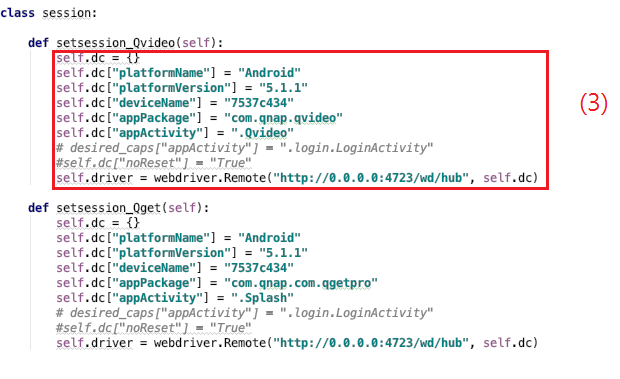 class session:
def setsession_Qvideo(self):
self.dc = {}
self.dc["platformName"] = "Android"
self.dc["platformVersion"] = "5.1.1"
self.dc["deviceName"] = "7537c434"
self.dc["appPackage"] = "com.qnap.qvideo"
self.dc["appActivity"] = ".Qvideo"
# desired_caps["appActivity"] = ".login.LoginActivity"
#self.dc["noReset"] = "True"
self.driver = webdriver.Remote("http://0.0.0.0:4723/wd/hub", self.dc)
(3)
def setsession_Qget(self):
self.dc = {}
self.dc["platformName"] = "Android"
self.dc["platformVersion"] = "5.1.1"
self.dc["deviceName"] = "7537c434"
self.dc["appPackage"] = "com.qnap.com.qgetpro"
self.dc["appActivity"] = ".Splash"
# desired_caps["appActivity"] = ".login.LoginActivity"
#self.dc["noReset"] = "True"
self.driver = webdriver.Remote("http://0.0.0.0:4723/wd/hub", self.dc)